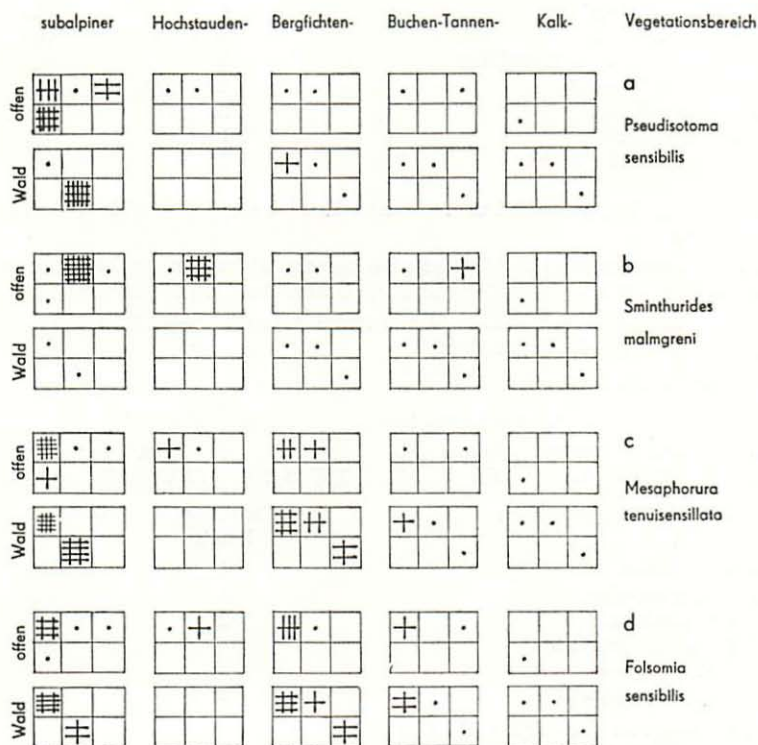 subalpiner Hochstauden- Bergfichten- Buchen-Tannen- Kalk- Vegetationsbereich
offen
a
Pseudisotoma
Wald
sensibilis
offen
b
Sminthurides
Wald
malmgreni
offen
c
Mesaphorura
Wald
tenuisensillata
offen
d
Folsomia
Wald
sensibilis